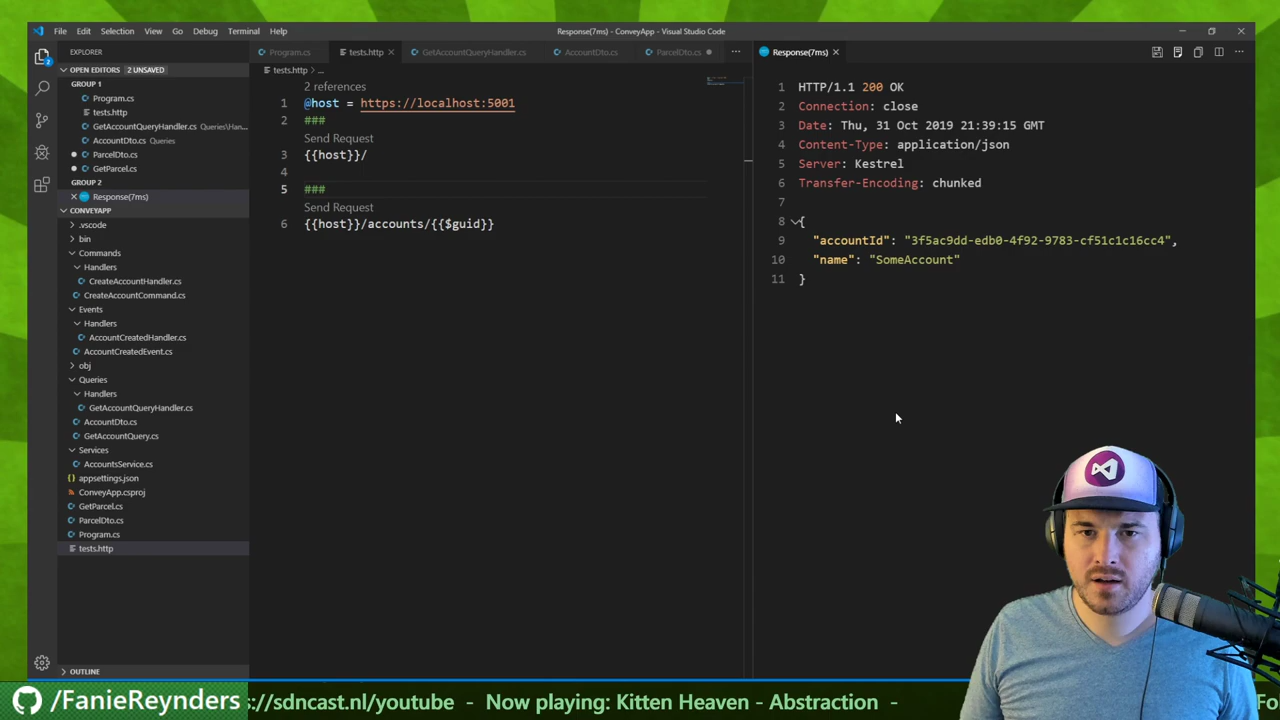 File Edit Selection View Go Debug Terminal Help
Response(7ms) - ConveyApp - Visual Studio Code
EXPLORER
OPEN EDITORS 2 UNSAVED
GROUP 1
Program.cs
tests.http
GetAccountQueryHandler.cs Queries\Han...
AccountDto.cs Queries
ParcelDto.cs
GetParcel.cs
GROUP 2
Response(7ms)
CONVEYAPP
.vscode
bin
Commands
Handlers
CreateAccountHandler.cs
CreateAccountCommand.cs
Events
Handlers
AccountCreatedHandler.cs
AccountCreatedEvent.cs
obj
Queries
Handlers
GetAccountQueryHandler.cs
AccountDto.cs
GetAccountQuery.cs
Services
AccountsService.cs
appsettings.json
ConveyApp.csproj
GetParcel.cs
ParcelDto.cs
Program.cs
tests.http
OUTLINE
Program.cs tests.http GetAccountQueryHandler.cs AccountDto.cs ParcelDto.cs ...
tests.http > ...
2 references
1 @host = https://localhost:5001
2 ###
Send Request
3 {{host}}/
4
5 ###
Send Request
6 {{host}}/accounts/{{$guid}}
Response(7ms)
1 HTTP/1.1 200 OK
2 Connection: close
3 Date: Thu, 31 Oct 2019 21:39:15 GMT
4 Content-Type: application/json
5 Server: Kestrel
6 Transfer-Encoding: chunked
7
8 {
9 "accountId": "3f5ac9dd-edb0-4f92-9783-cf51c1c16cc4",
10 "name": "SomeAccount"
11 }
/FanieReynders s://sdncast.nl/youtube - Now playing: Kitten Heaven - Abstraction - Fo